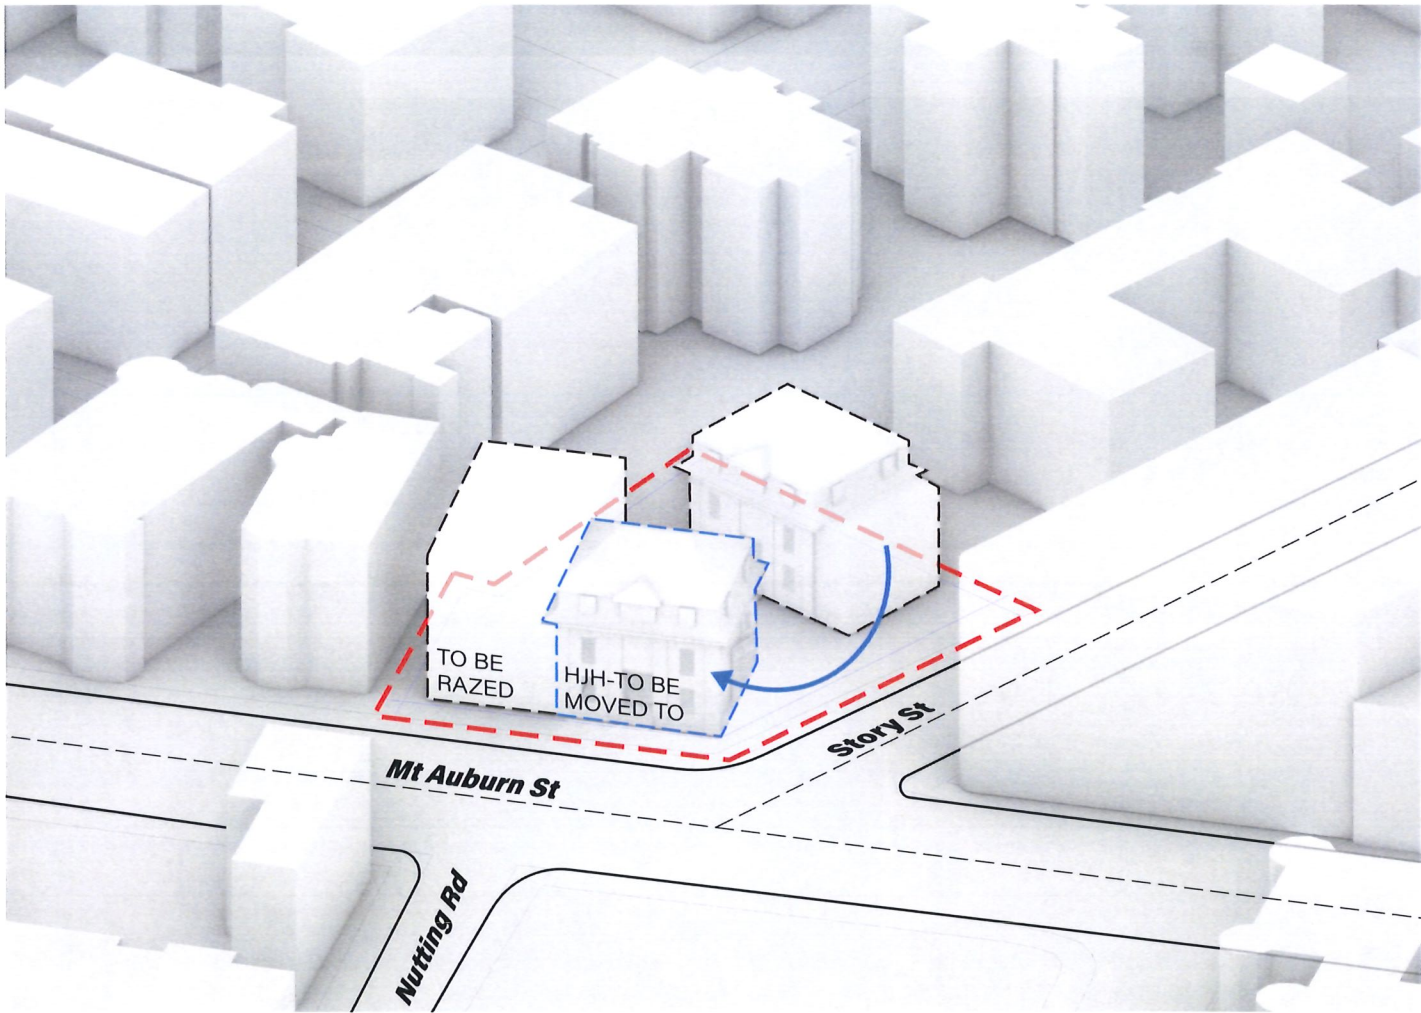 TO BE
RAZED
HJH-TO BE
MOVED TO
Story St
Mt Auburn St
Nutting Rd